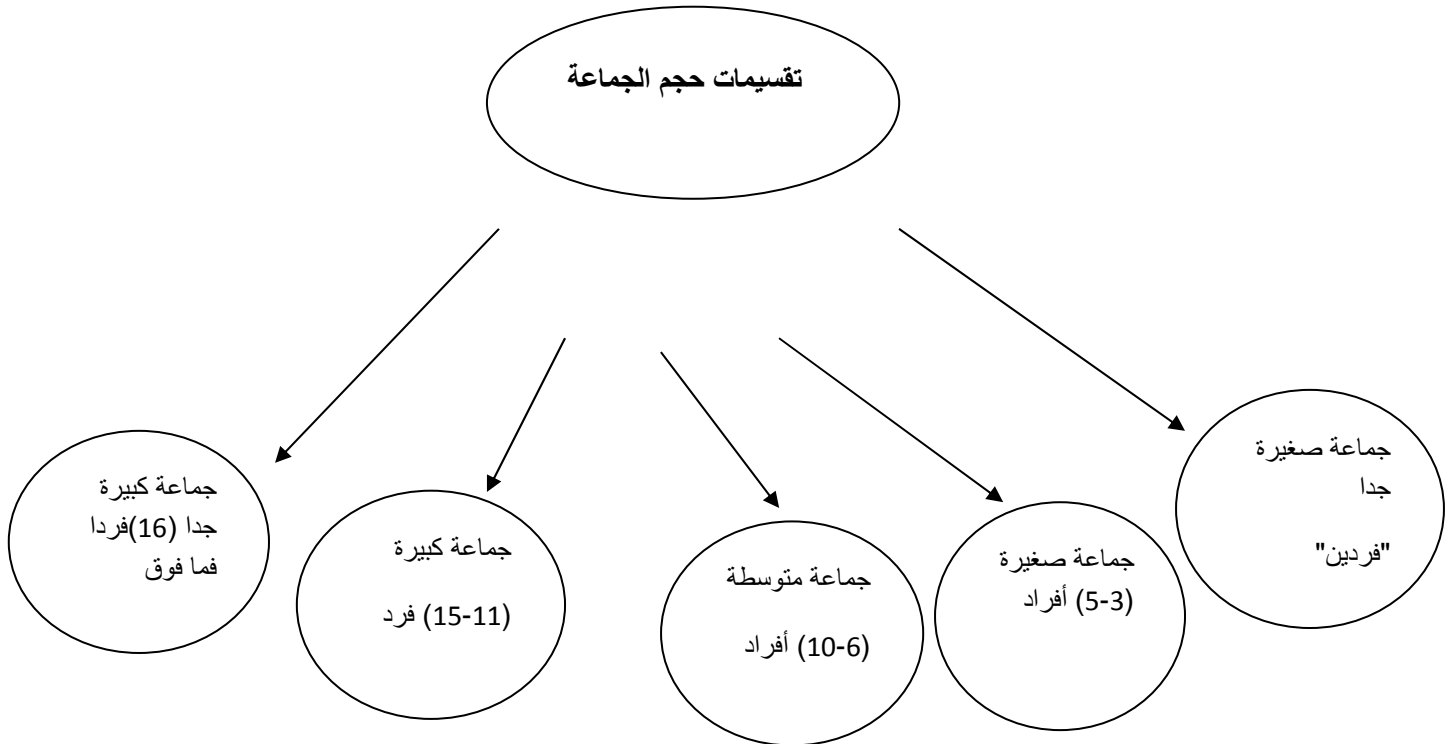 تقسيمات حجم الجماعة
جماعة صغيرة
جدا
"فردين"
جماعة صغيرة
(3-5) أفراد
جماعة متوسطة
(6-10) أفراد
جماعة كبيرة
(11-15) فرد
جماعة كبيرة
جدا (16)فردا
فما فوق